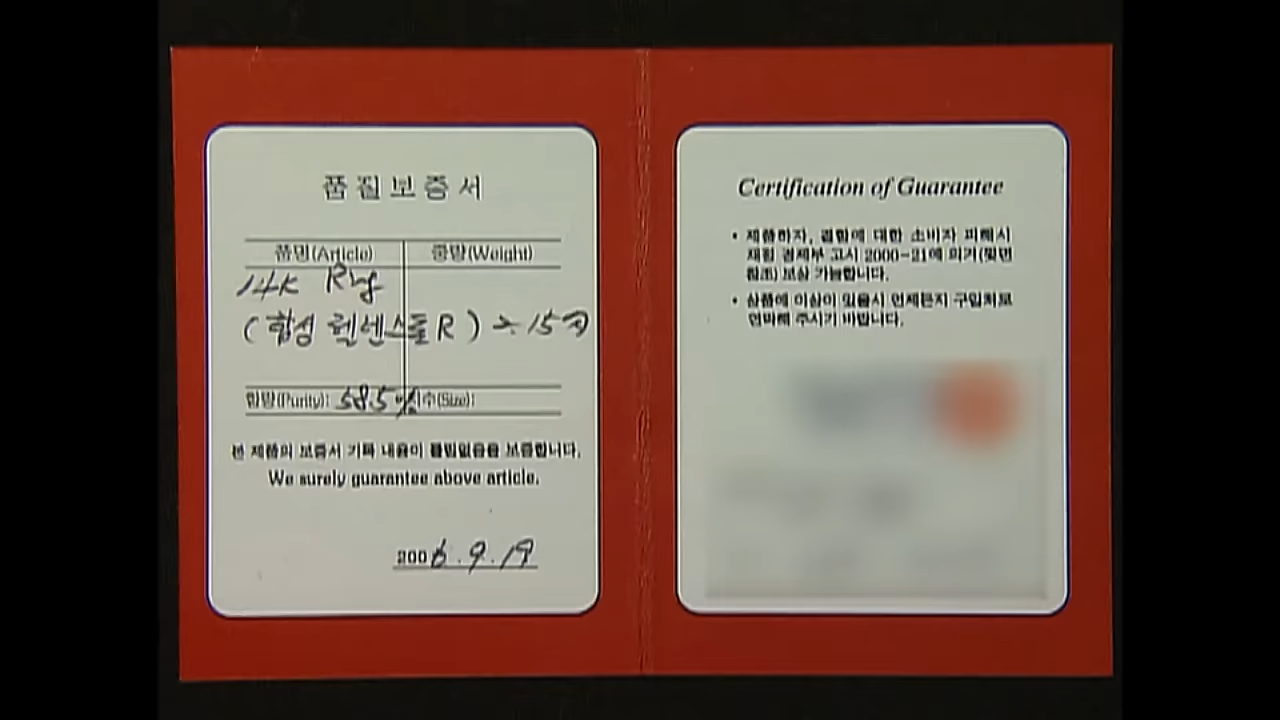 품질보증서
품명(Article) 중량(Weight)
14K Ring
(합성 렉센스톤R) 2.15
함량(Purity): 585% 치수(Size):
본 제품의 보증서 기록 내용이 틀림없음을 보증합니다.
We surely guarantee above article.
2006.9.19
Certification of Guarantee
• 제품하자, 결함에 대한 소비자 피해시
재정 경제부 고시 2000-21에 의거(뒷면
참조) 보상 가능합니다.
• 상품에 이상이 있을시 언제든지 구입처로
연락해 주시기 바랍니다.